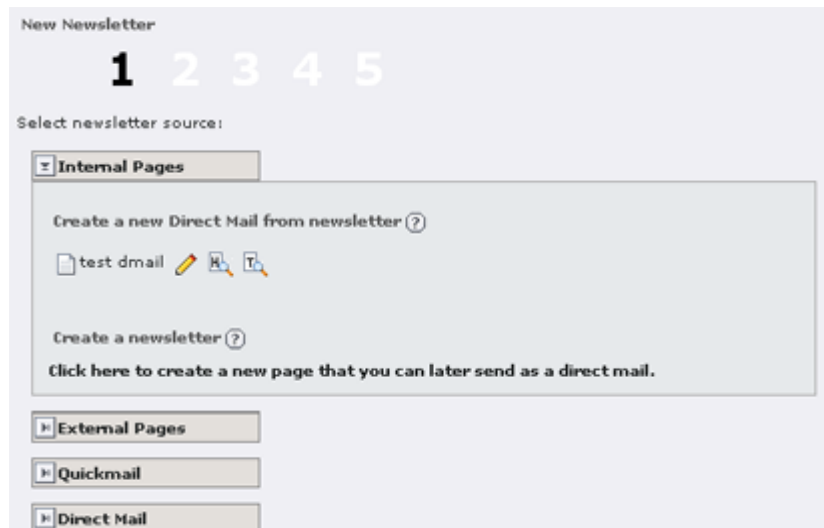 New Newsletter
1 2 3 4 5
Select newsletter source:
Internal Pages
Create a new Direct Mail from newsletter ?
test dmail H T
Create a newsletter ?
Click here to create a new page that you can later send as a direct mail.
External Pages
Quickmail
Direct Mail